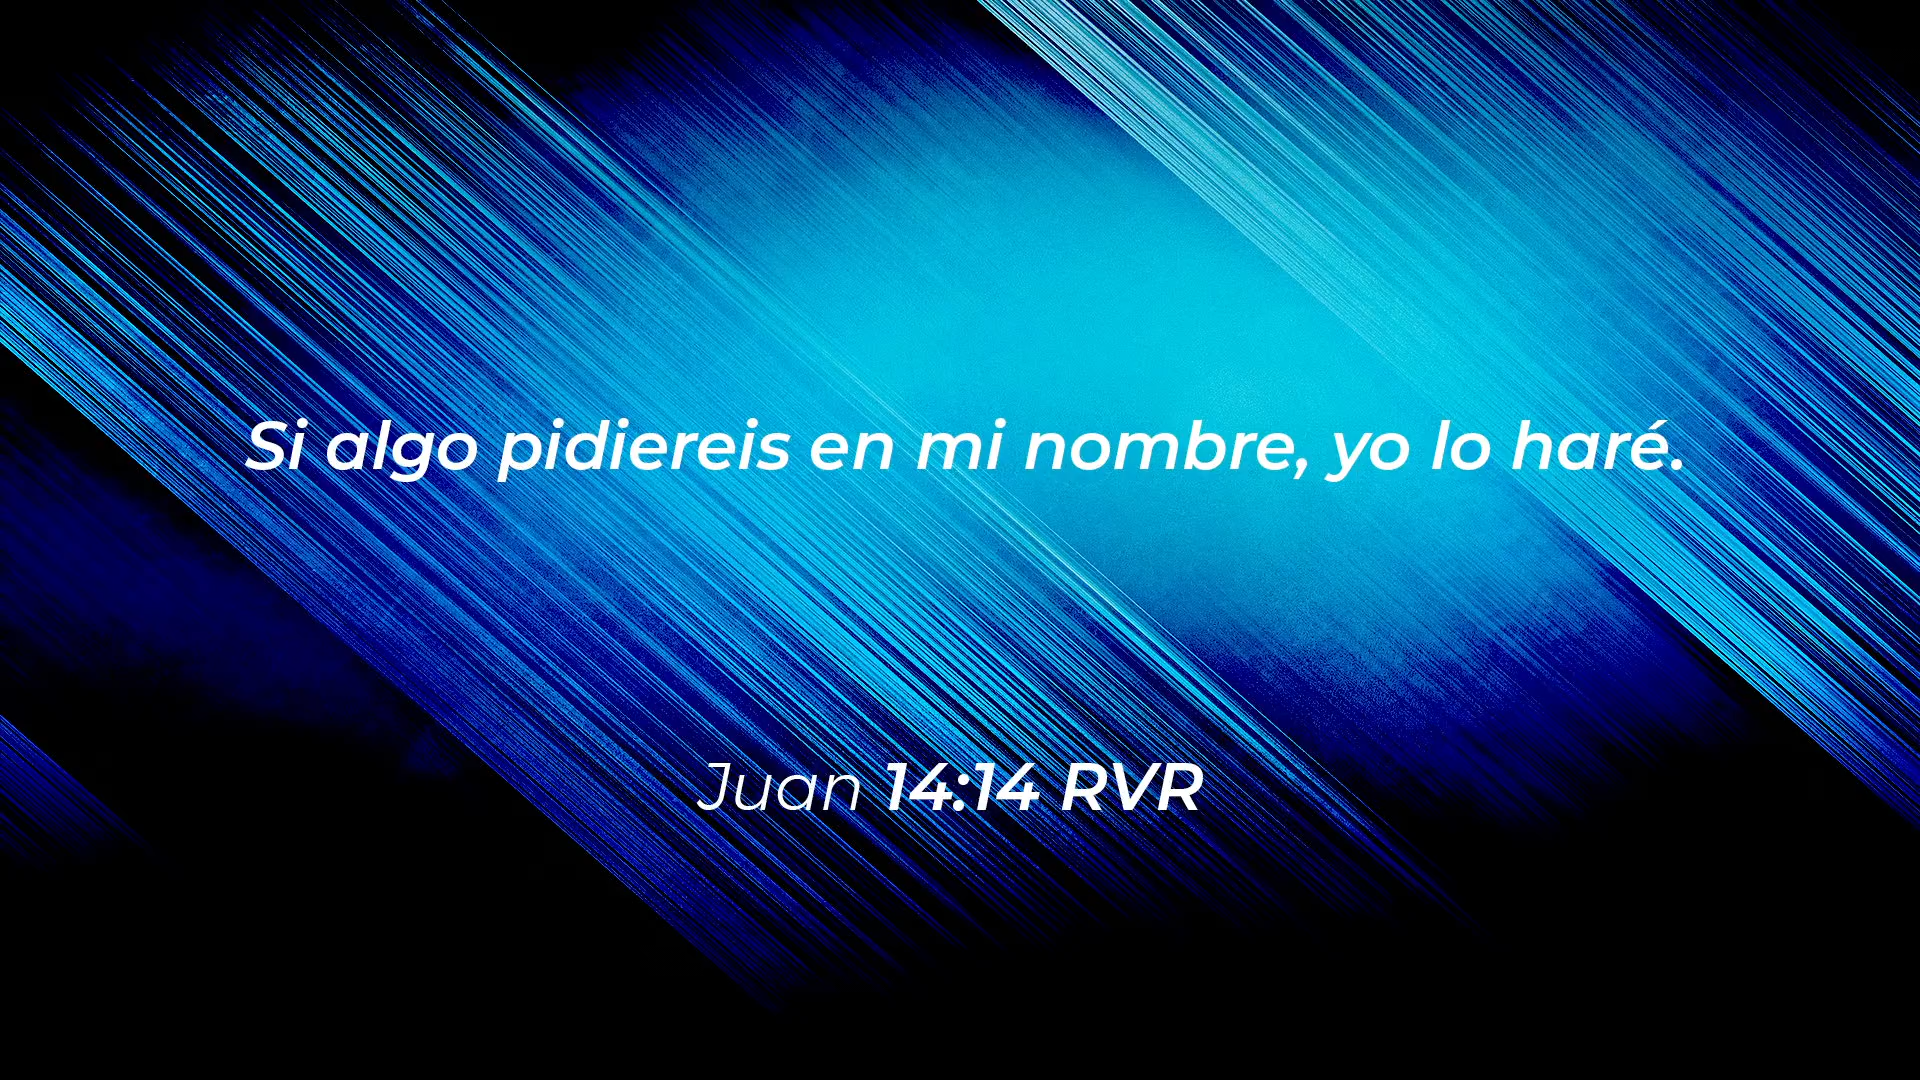 Si algo pidiereis en mi nombre, yo lo haré.
Juan 14:14 RVR